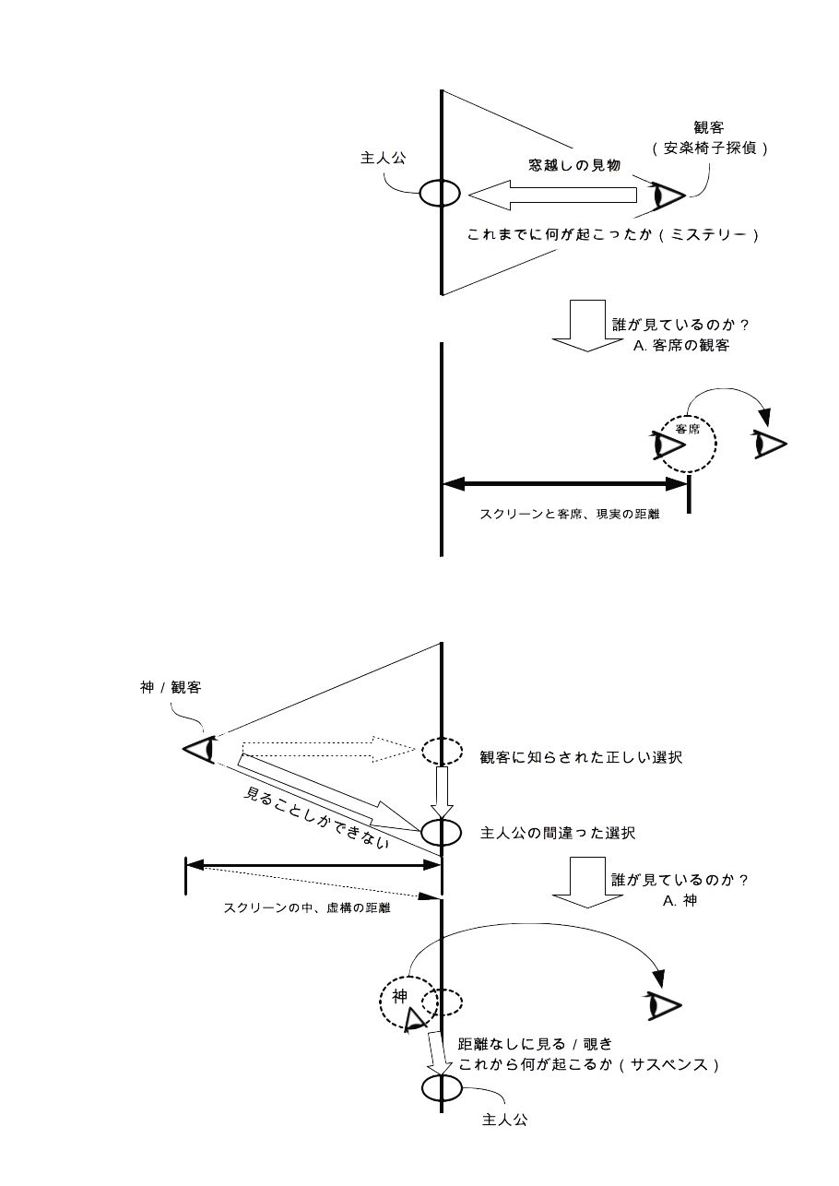 観客
（安楽椅子探偵）
主人公
窓越しの見物
これまでに何が起こったか（ミステリー）
誰が見ているのか？
A. 客席の観客
客席
スクリーンと客席、現実の距離
神 / 観客
観客に知らされた正しい選択
見ることしかできない
主人公の間違った選択
誰が見ているのか？
A. 神
スクリーンの中、虚構の距離
神
距離なしに見る / 覗き
これから何が起こるか（サスペンス）
主人公